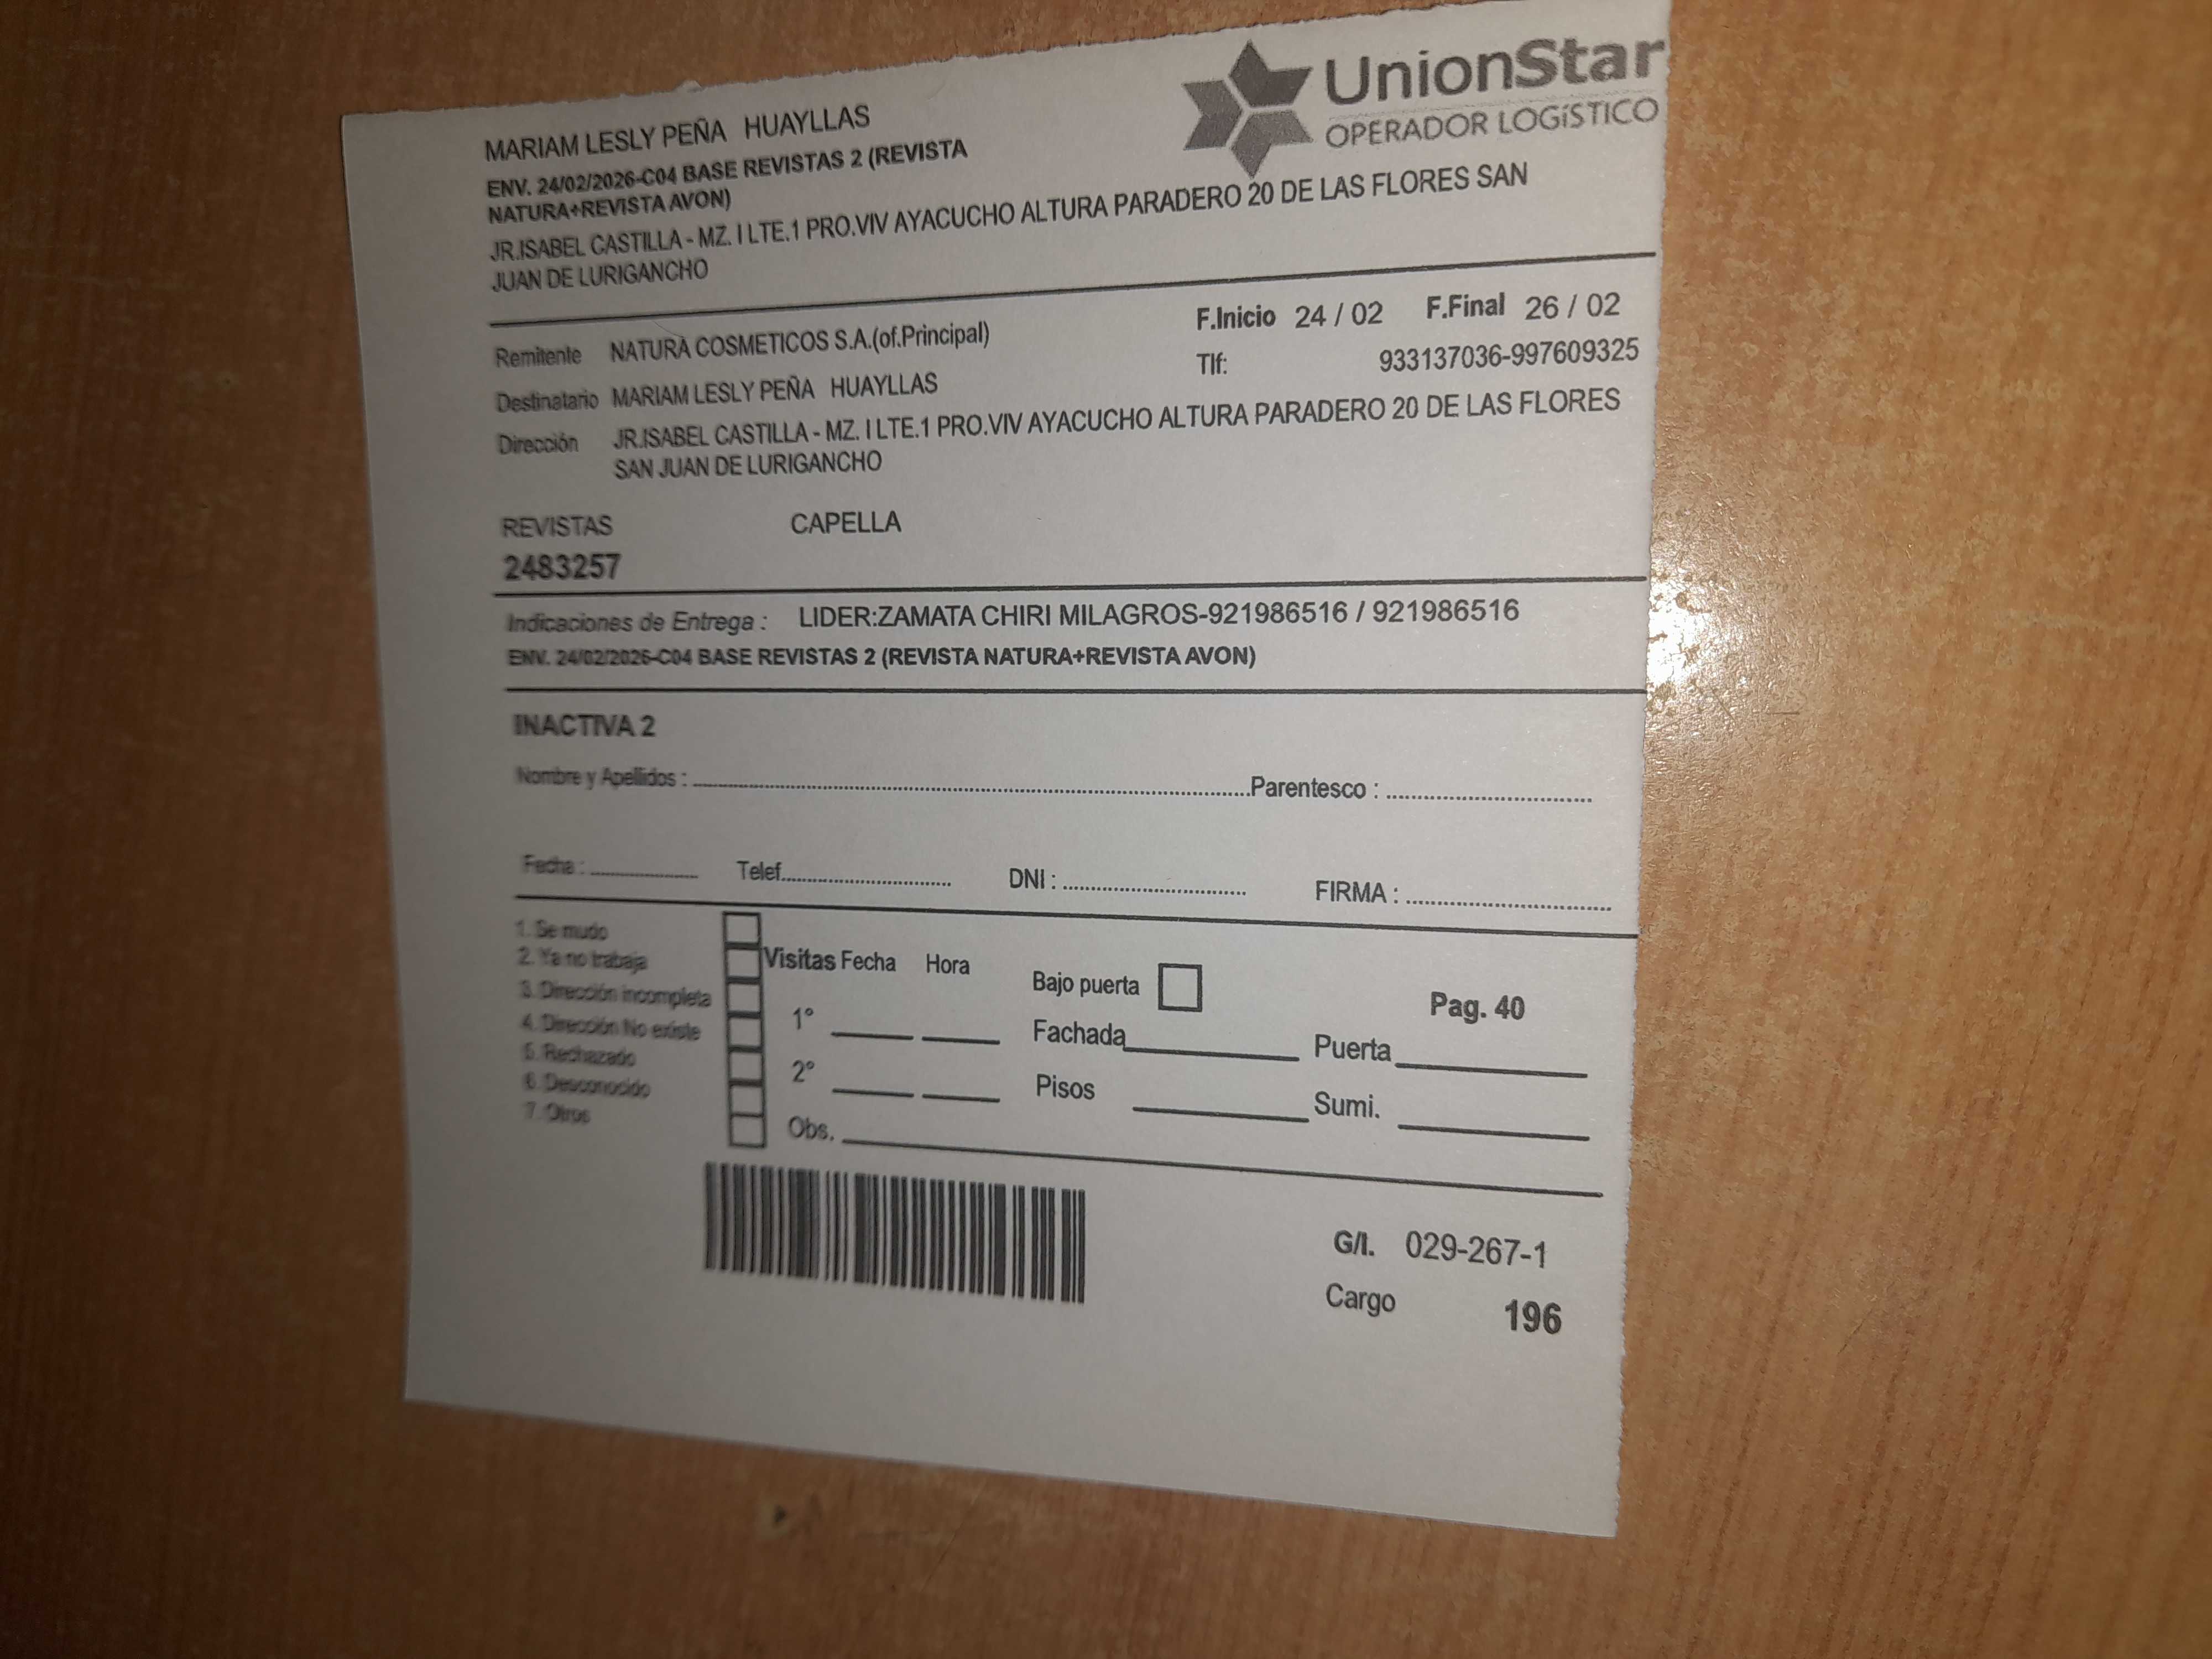 UnionStar
OPERADOR LOGíSTICO
MARIAM LESLY PEÑA HUAYLLAS
ENV. 24/02/2026-C04 BASE REVISTAS 2 (REVISTA
NATURA+REVISTA AVON)
JR.ISABEL CASTILLA - MZ. I LTE.1 PRO.VIV AYACUCHO ALTURA PARADERO 20 DE LAS FLORES SAN
JUAN DE LURIGANCHO
F.Inicio 24 / 02 F.Final 26 / 02
Remitente NATURA COSMETICOS S.A.(of.Principal)
Tlf: 933137036-997609325
Destinatario MARIAM LESLY PEÑA HUAYLLAS
Dirección JR.ISABEL CASTILLA - MZ. I LTE.1 PRO.VIV AYACUCHO ALTURA PARADERO 20 DE LAS FLORES
SAN JUAN DE LURIGANCHO
REVISTAS CAPELLA
2483257
Indicaciones de Entrega : LIDER:ZAMATA CHIRI MILAGROS-921986516 / 921986516
ENV. 24/02/2026-C04 BASE REVISTAS 2 (REVISTA NATURA+REVISTA AVON)
INACTIVA 2
Nombre y Apellidos : Parentesco :
Fecha : Telef. DNI : FIRMA :
1. Se mudo
2. Ya no trabaja
3. Dirección incompleta
4. Dirección No existe
5. Rechazado
6. Desconocido
7. Otros
Visitas Fecha Hora
1°
2°
Obs.
Bajo puerta
Fachada Puerta
Pisos Sumi.
Pag. 40
G/I. 029-267-1
Cargo 196